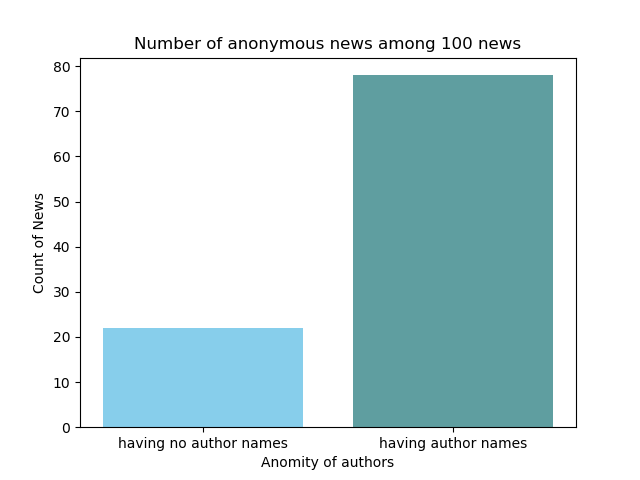 Number of anonymous news among 100 news
80
70
60
50
40
30
20
10
0
Count of News
having no author names
having author names
Anomity of authors